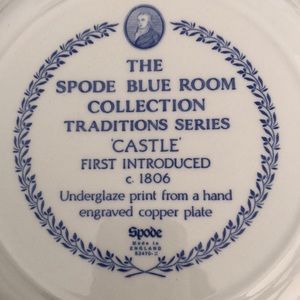 THE
SPODE BLUE ROOM
COLLECTION
TRADITIONS SERIES
'CASTLE'
FIRST INTRODUCED
c. 1806
Underglaze print from a hand
engraved copper plate
Spode
Made in
ENGLAND